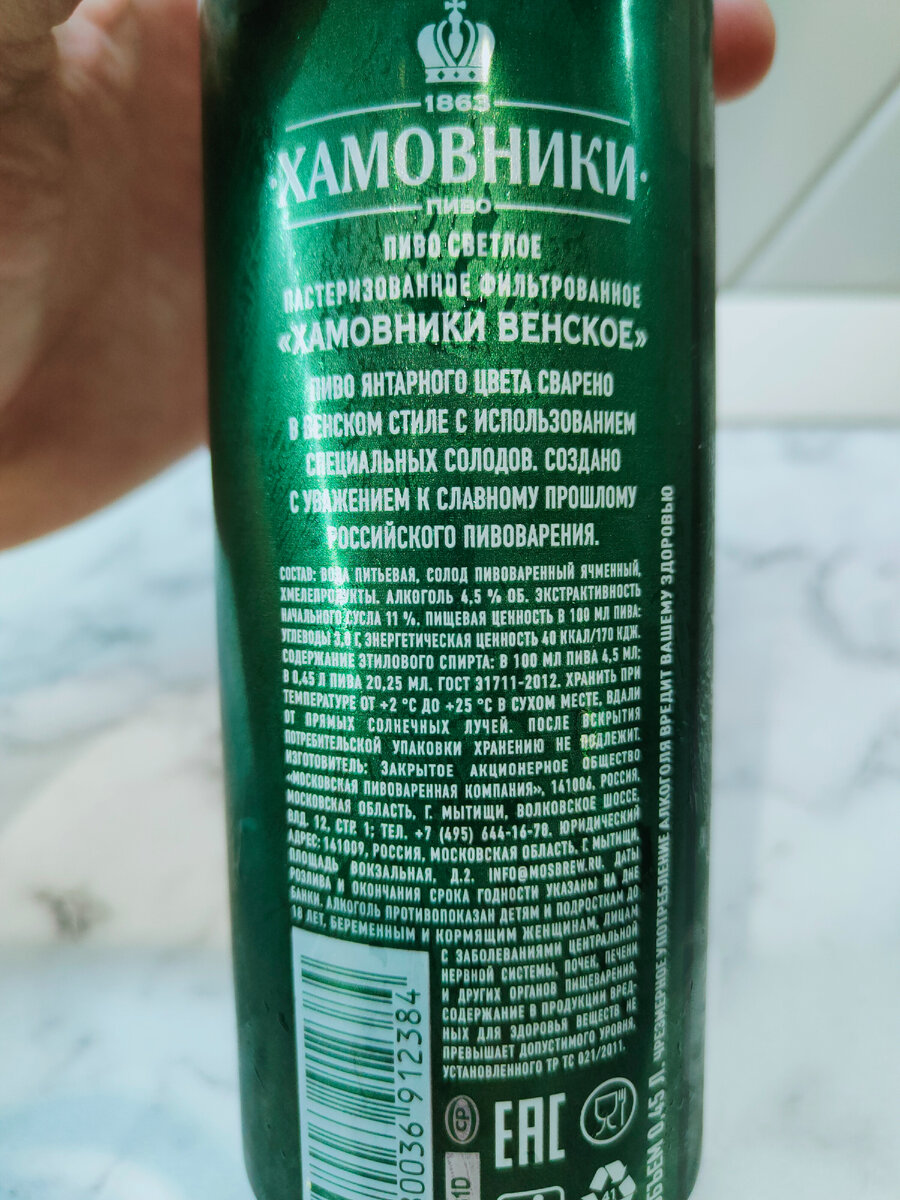 1863
ХАМОВНИКИ
ПИВО
ПИВО СВЕТЛОЕ
ПАСТЕРИЗОВАННОЕ ФИЛЬТРОВАННОЕ
«ХАМОВНИКИ ВЕНСКОЕ»
ПИВО ЯНТАРНОГО ЦВЕТА СВАРЕНО
В ВЕНСКОМ СТИЛЕ С ИСПОЛЬЗОВАНИЕМ
СПЕЦИАЛЬНЫХ СОЛОДОВ. СОЗДАНО
С УВАЖЕНИЕМ К СЛАВНОМУ ПРОШЛОМУ
РОССИЙСКОГО ПИВОВАРЕНИЯ.
СОСТАВ: ВОДА ПИТЬЕВАЯ, СОЛОД ПИВОВАРЕННЫЙ ЯЧМЕННЫЙ,
ХМЕЛЕПРОДУКТЫ. АЛКОГОЛЬ 4,5 % ОБ. ЭКСТРАКТИВНОСТЬ
НАЧАЛЬНОГО СУСЛА 11 %. ПИЩЕВАЯ ЦЕННОСТЬ В 100 МЛ ПИВА:
УГЛЕВОДЫ 3,8 Г, ЭНЕРГЕТИЧЕСКАЯ ЦЕННОСТЬ 40 ККАЛ/170 КДЖ.
СОДЕРЖАНИЕ ЭТИЛОВОГО СПИРТА: В 100 МЛ ПИВА 4,5 МЛ;
В 0,45 Л ПИВА 20,25 МЛ. ГОСТ 31711-2012. ХРАНИТЬ ПРИ
ТЕМПЕРАТУРЕ ОТ +2 °C ДО +25 °C В СУХОМ МЕСТЕ, ВДАЛИ
ОТ ПРЯМЫХ СОЛНЕЧНЫХ ЛУЧЕЙ. ПОСЛЕ ВСКРЫТИЯ
ПОТРЕБИТЕЛЬСКОЙ УПАКОВКИ ХРАНЕНИЮ НЕ ПОДЛЕЖИТ.
ИЗГОТОВИТЕЛЬ: ЗАКРЫТОЕ АКЦИОНЕРНОЕ ОБЩЕСТВО
«МОСКОВСКАЯ ПИВОВАРЕННАЯ КОМПАНИЯ», 141006, РОССИЯ,
МОСКОВСКАЯ ОБЛАСТЬ, Г. МЫТИЩИ, ВОЛКОВСКОЕ ШОССЕ,
ВЛД. 12, СТР. 1; ТЕЛ. +7 (495) 644-16-78. ЮРИДИЧЕСКИЙ
АДРЕС: 141009, РОССИЯ, МОСКОВСКАЯ ОБЛАСТЬ, Г. МЫТИЩИ,
ПЛОЩАДЬ ВОКЗАЛЬНАЯ, Д.2. INFO@MOSBREW.RU. ДАТЫ
РОЗЛИВА И ОКОНЧАНИЯ СРОКА ГОДНОСТИ УКАЗАНЫ НА ДНЕ
БАНКИ. АЛКОГОЛЬ ПРОТИВОПОКАЗАН ДЕТЯМ И ПОДРОСТКАМ ДО
18 ЛЕТ, БЕРЕМЕННЫМ И КОРМЯЩИМ ЖЕНЩИНАМ, ЛИЦАМ
С ЗАБОЛЕВАНИЯМИ ЦЕНТРАЛЬНОЙ
НЕРВНОЙ СИСТЕМЫ, ПОЧЕК, ПЕЧЕНИ
И ДРУГИХ ОРГАНОВ ПИЩЕВАРЕНИЯ.
СОДЕРЖАНИЕ В ПРОДУКЦИИ ВРЕД-
НЫХ ДЛЯ ЗДОРОВЬЯ ВЕЩЕСТВ НЕ
ПРЕВЫШАЕТ ДОПУСТИМОГО УРОВНЯ,
УСТАНОВЛЕННОГО ТР ТС 021/2011.
80036 912384
СР
EAC
1D
41
ОБЪЕМ 0,45 Л. ЧРЕЗМЕРНОЕ УПОТРЕБЛЕНИЕ АЛКОГОЛЯ ВРЕДИТ ВАШЕМУ ЗДОРОВЬЮ